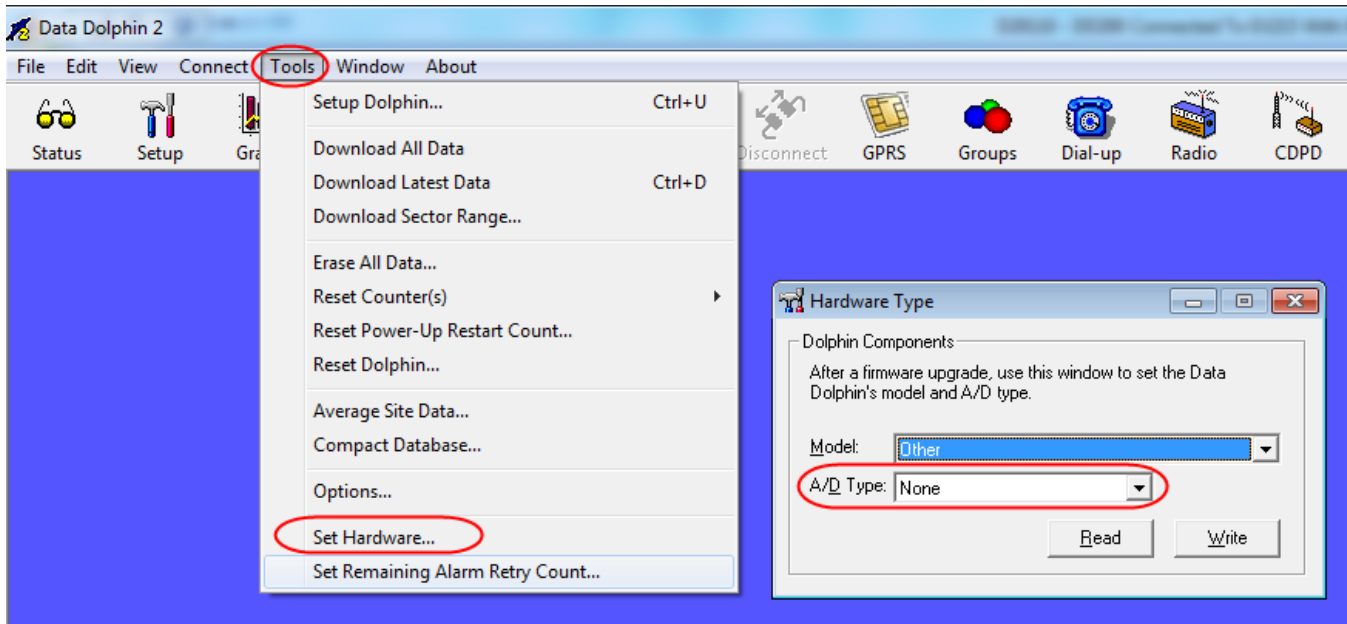 Data Dolphin 2
File Edit View Connect Tools Window About
Status
Setup
Disconnect
GPRS
Groups
Dial-up
Radio
CDPD
Setup Dolphin... Ctrl+U
Download All Data
Download Latest Data Ctrl+D
Download Sector Range...
Erase All Data...
Reset Counter(s)
Reset Power-Up Restart Count...
Reset Dolphin...
Average Site Data...
Compact Database...
Options...
Set Hardware...
Set Remaining Alarm Retry Count...
Hardware Type
Dolphin Components
After a firmware upgrade, use this window to set the Data
Dolphin's model and A/D type.
Model: Other
A/D Type: None
Read Write